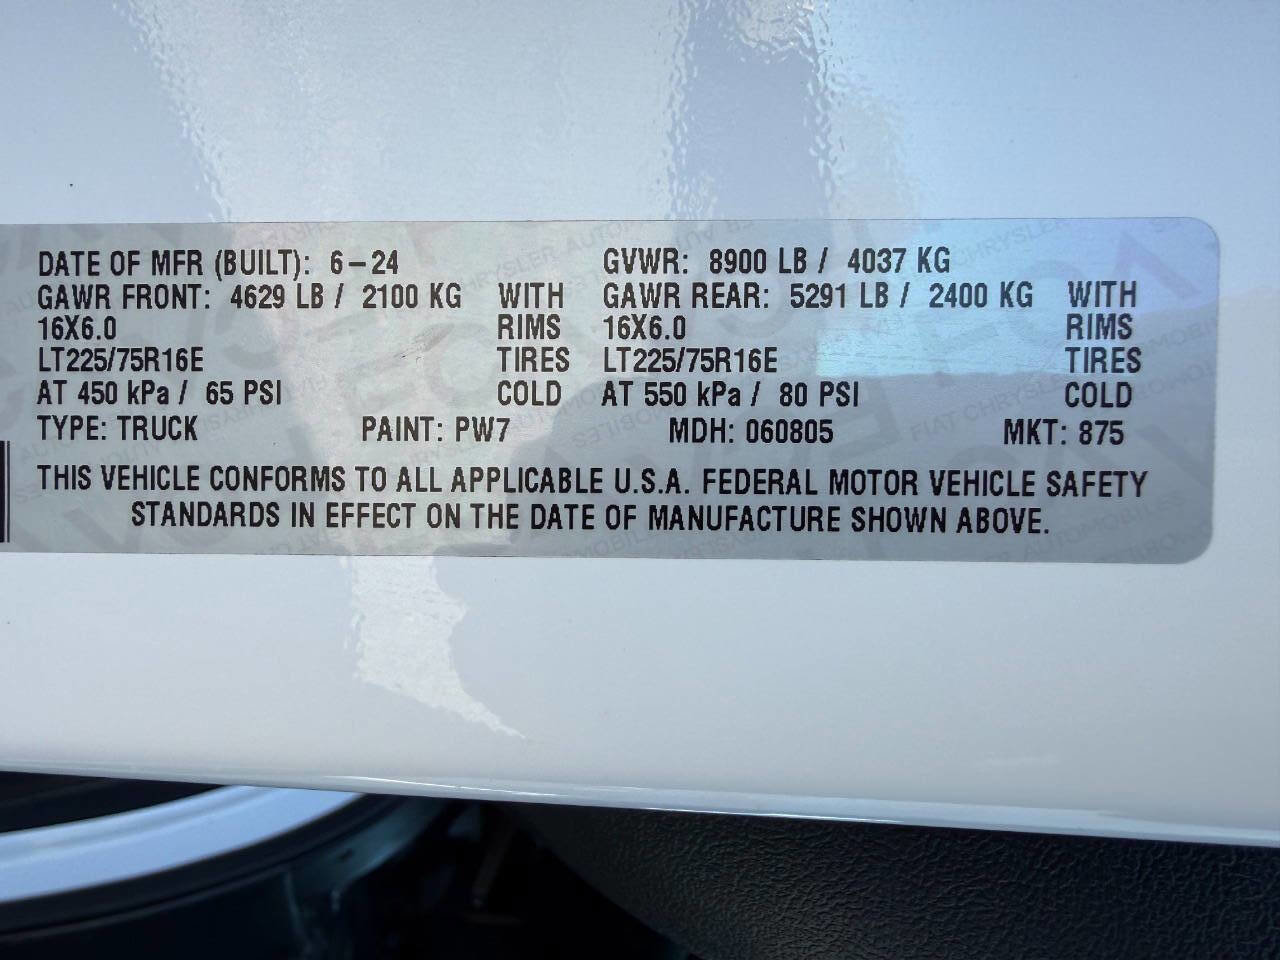 DATE OF MFR (BUILT): 6-24 GVWR: 8900 LB / 4037 KG
GAWR FRONT: 4629 LB / 2100 KG WITH GAWR REAR: 5291 LB / 2400 KG WITH
16X6.0 RIMS 16X6.0 RIMS
LT225/75R16E TIRES LT225/75R16E TIRES
AT 450 kPa / 65 PSI COLD AT 550 kPa / 80 PSI COLD
TYPE: TRUCK PAINT: PW7 MDH: 060805 MKT: 875
THIS VEHICLE CONFORMS TO ALL APPLICABLE U.S.A. FEDERAL MOTOR VEHICLE SAFETY
STANDARDS IN EFFECT ON THE DATE OF MANUFACTURE SHOWN ABOVE.